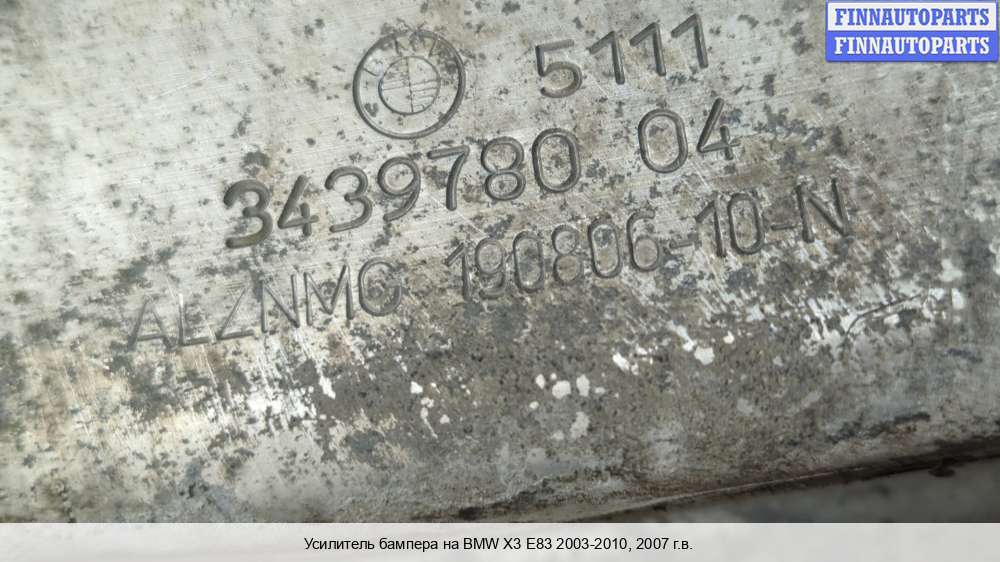 FINNAUTOPARTS
FINNAUTOPARTS
5111
3439780 04
ALZNMG 190806-10-N
Усилитель бампера на BMW X3 E83 2003-2010, 2007 г.в.